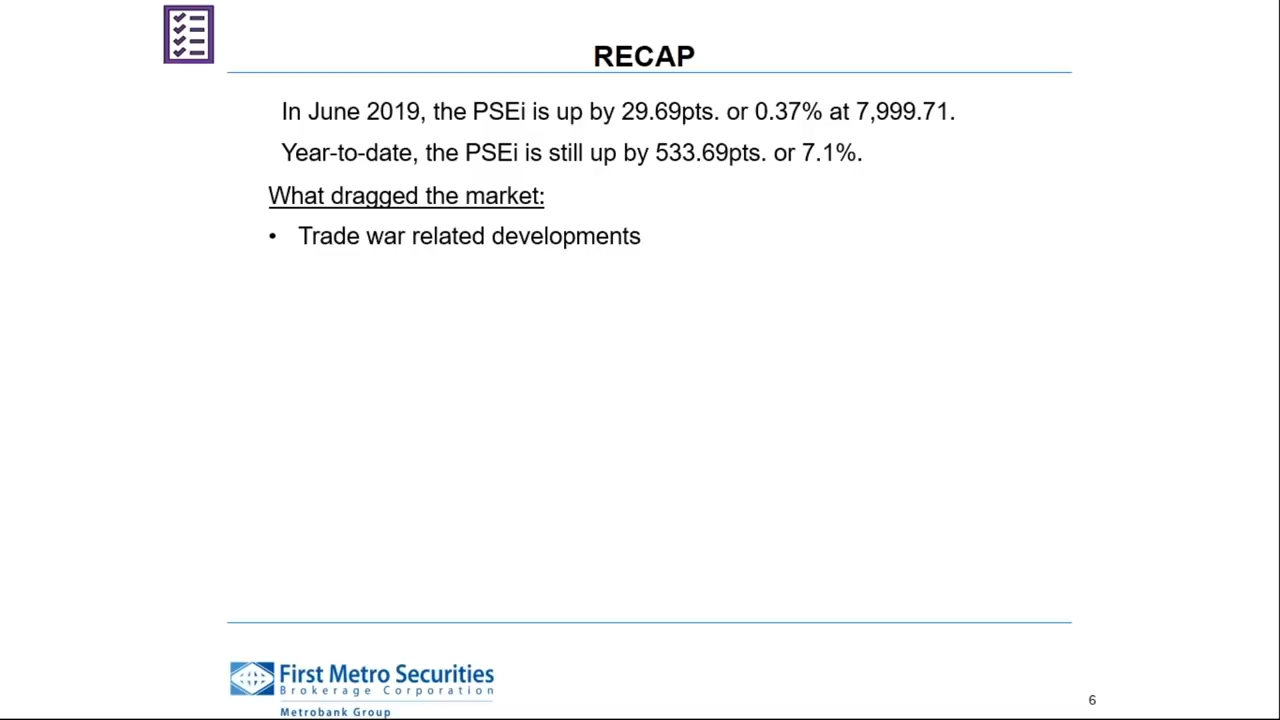 RECAP
In June 2019, the PSEi is up by 29.69pts. or 0.37% at 7,999.71.
Year-to-date, the PSEi is still up by 533.69pts. or 7.1%.
What dragged the market:
• Trade war related developments
First Metro Securities
Brokerage Corporation
Metrobank Group
6